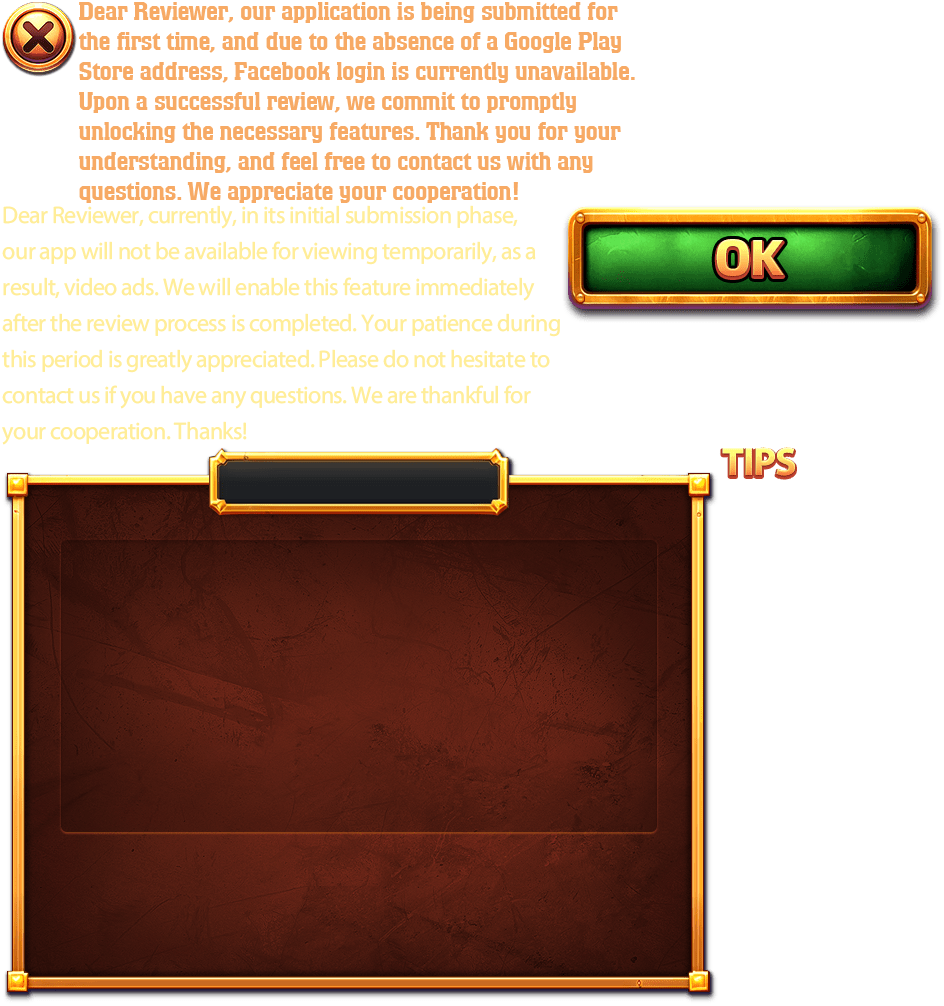 Dear Reviewer, our application is being submitted for
the first time, and due to the absence of a Google Play
Store address, Facebook login is currently unavailable.
Upon a successful review, we commit to promptly
unlocking the necessary features. Thank you for your
understanding, and feel free to contact us with any
questions. We appreciate your cooperation!
Dear Reviewer, currently, in its initial submission phase,
our app will not be available for viewing temporarily, as a
result, video ads. We will enable this feature immediately
after the review process is completed. Your patience during
this period is greatly appreciated. Please do not hesitate to
contact us if you have any questions. We are thankful for
your cooperation. Thanks!
OK
TIPS